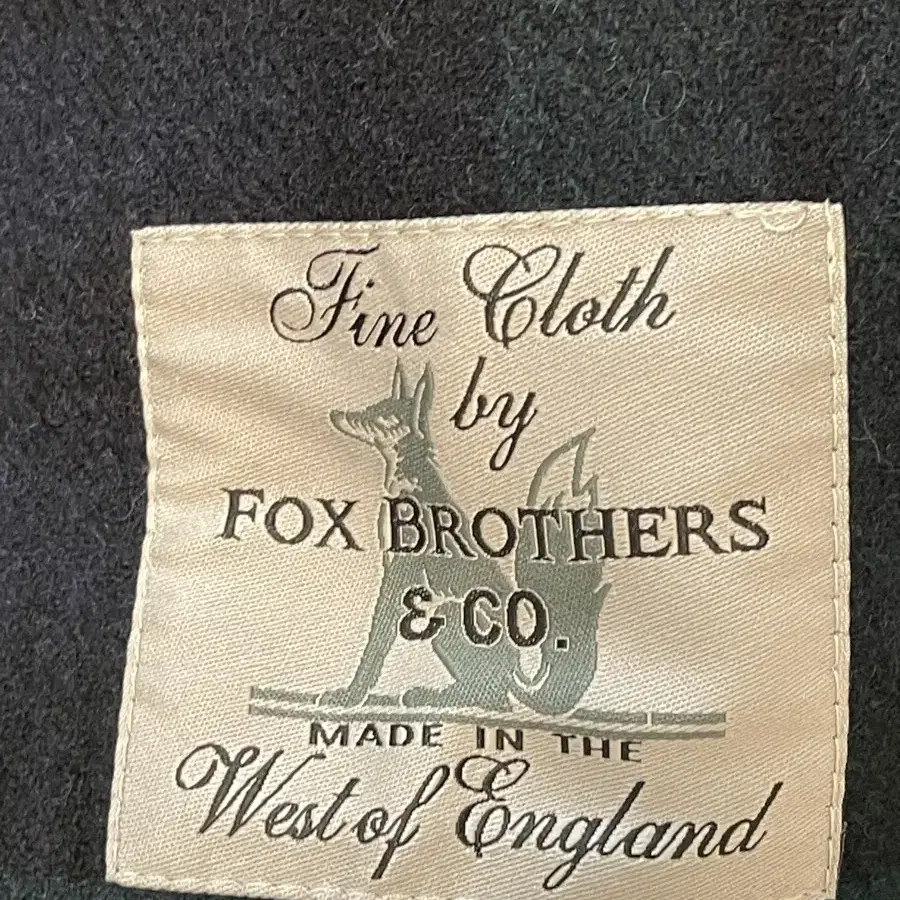 Fine Cloth
by
FOX BROTHERS
& CO.
MADE IN THE
West of England